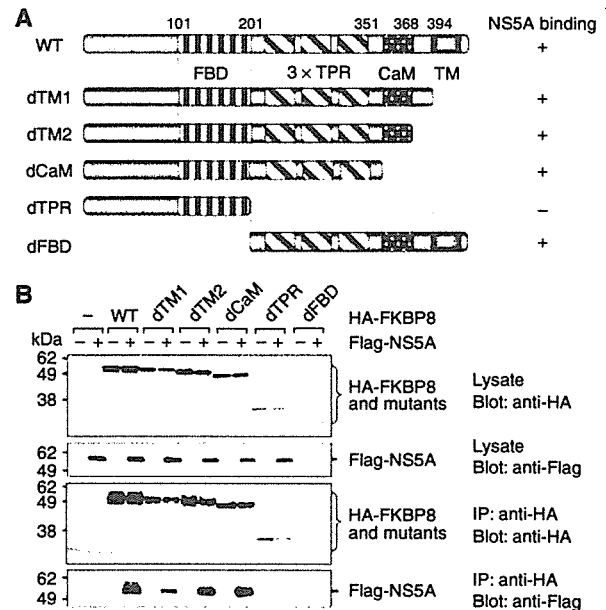 A
101 201 351 368 394 NS5A binding
WT +
FBD 3 × TPR CaM TM
dTM1 +
dTM2 +
dCaM +
dTPR −
dFBD +
B
− WT dTM1 dTM2 dCaM dTPR dFBD HA-FKBP8
kDa − + − + − + − + − + − + − + Flag-NS5A
62
49
38
HA-FKBP8
and mutants
Lysate
Blot: anti-HA
62
49
Flag-NS5A
Lysate
Blot: anti-Flag
62
49
38
HA-FKBP8
and mutants
IP: anti-HA
Blot: anti-HA
62
49
Flag-NS5A
IP: anti-HA
Blot: anti-Flag